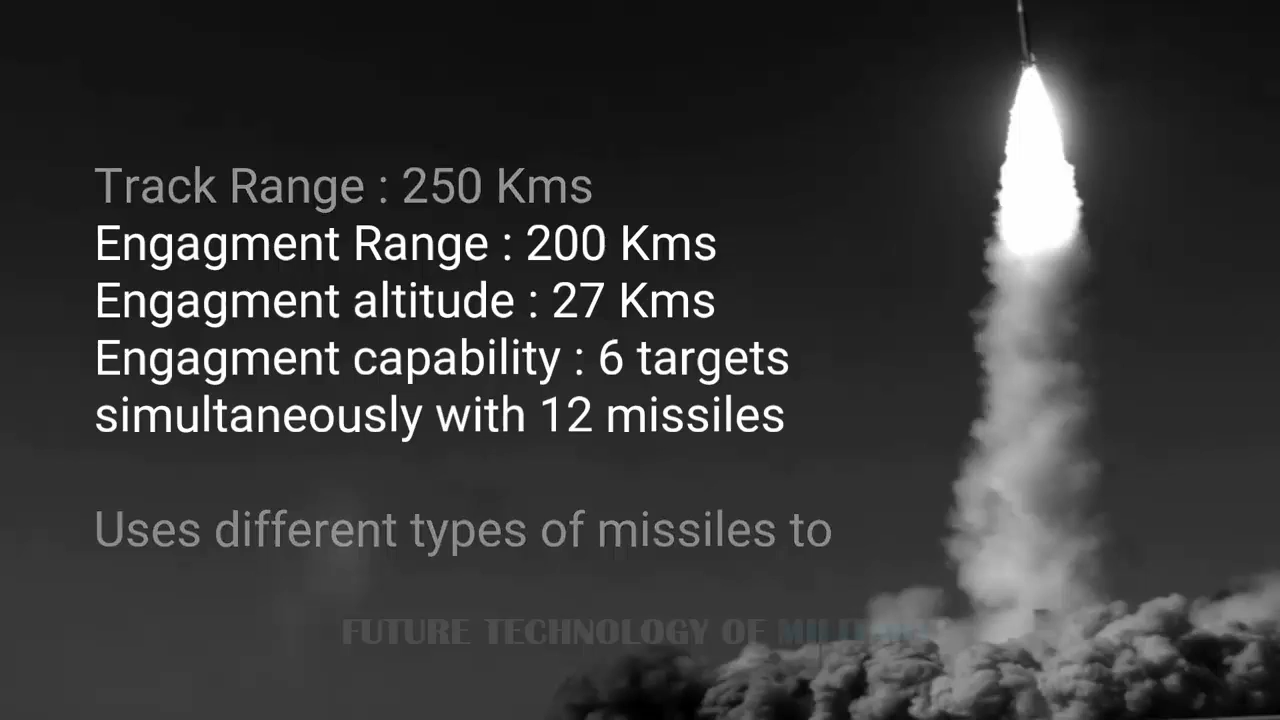 Track Range : 250 Kms
Engagment Range : 200 Kms
Engagment altitude : 27 Kms
Engagment capability : 6 targets
simultaneously with 12 missiles
Uses different types of missiles to
FUTURE TECHNOLOGY OF MILITARY